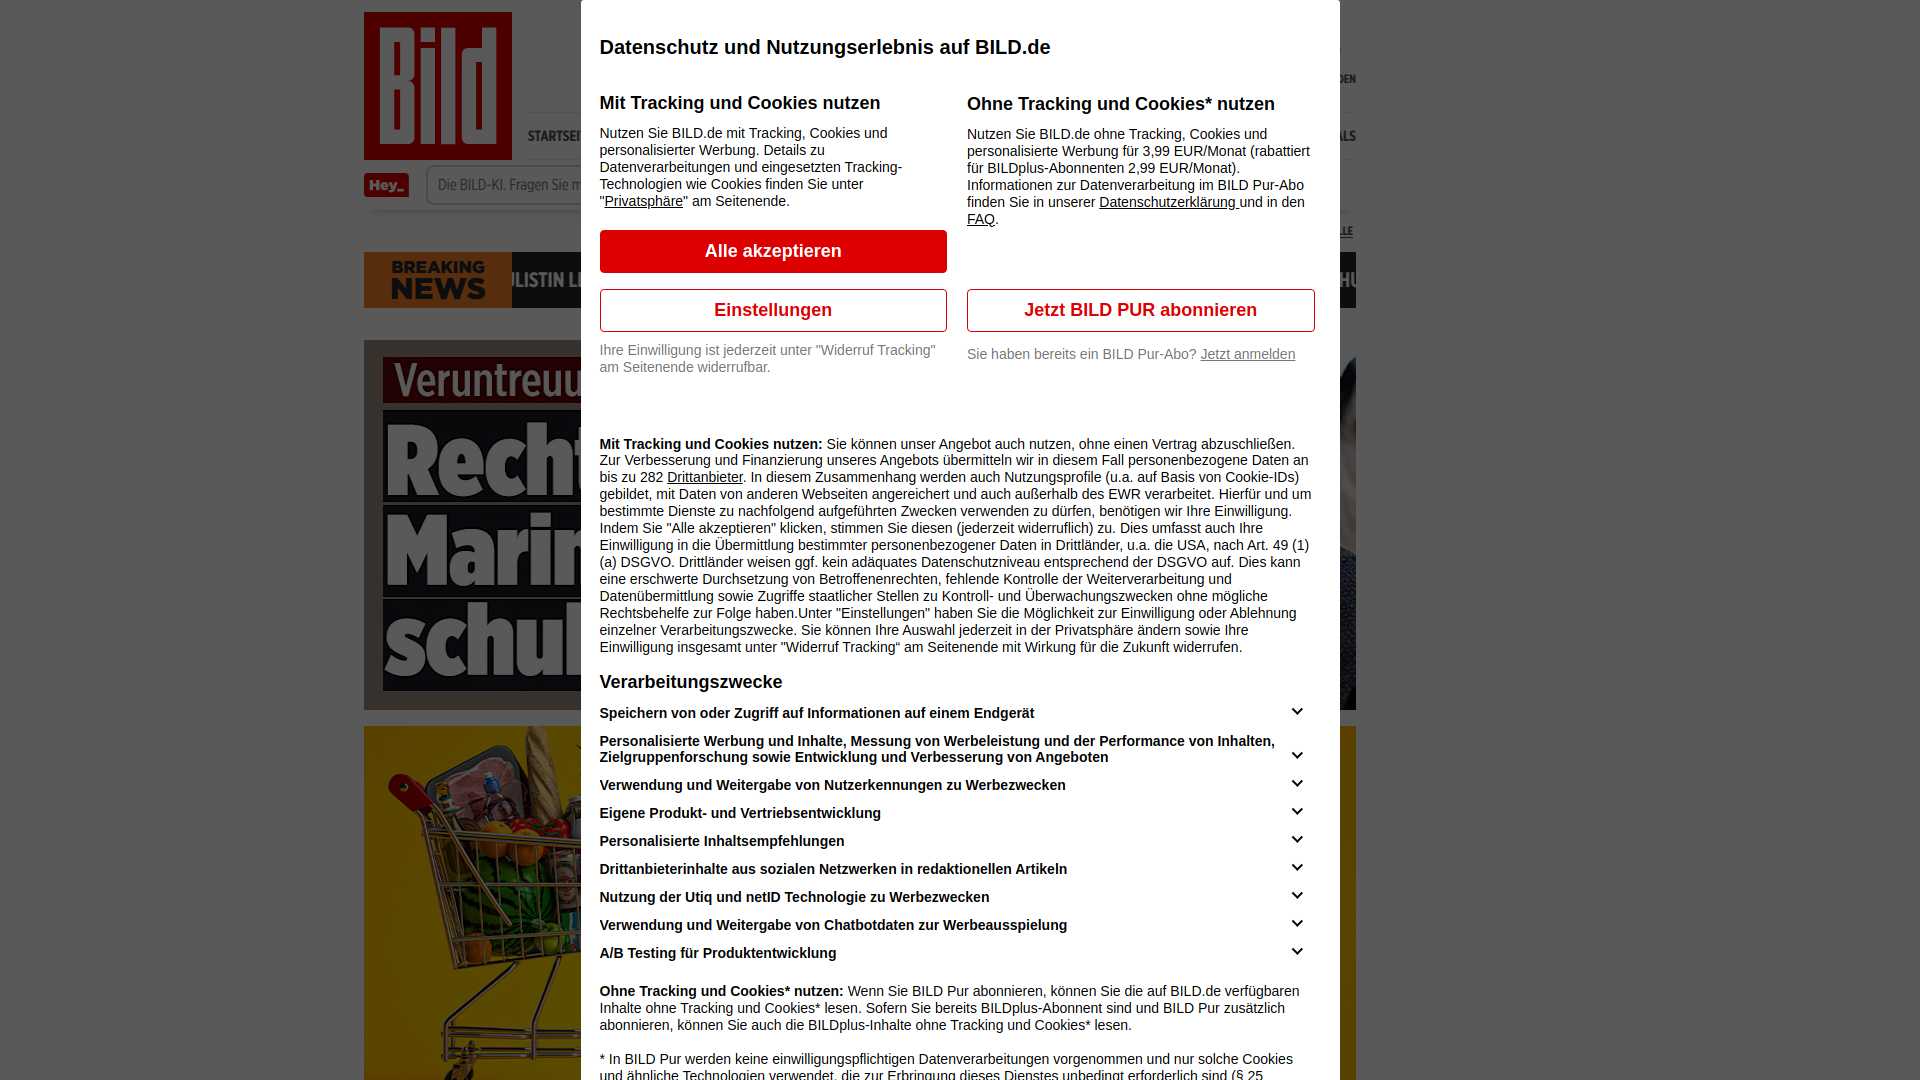 Bild
Datenschutz und Nutzungserlebnis auf BILD.de
Mit Tracking und Cookies nutzen
Nutzen Sie BILD.de mit Tracking, Cookies und
personalisierter Werbung. Details zu
Datenverarbeitungen und eingesetzten Tracking-
Technologien wie Cookies finden Sie unter
"Privatsphäre" am Seitenende.
Alle akzeptieren
Einstellungen
Ihre Einwilligung ist jederzeit unter "Widerruf Tracking"
am Seitenende widerrufbar.
Ohne Tracking und Cookies* nutzen
Nutzen Sie BILD.de ohne Tracking, Cookies und
personalisierte Werbung für 3,99 EUR/Monat (rabattiert
für BILDplus-Abonnenten 2,99 EUR/Monat).
Informationen zur Datenverarbeitung im BILD Pur-Abo
finden Sie in unserer Datenschutzerklärung und in den
FAQ.
Jetzt BILD PUR abonnieren
Sie haben bereits ein BILD Pur-Abo? Jetzt anmelden
Mit Tracking und Cookies nutzen: Sie können unser Angebot auch nutzen, ohne einen Vertrag abzuschließen.
Zur Verbesserung und Finanzierung unseres Angebots übermitteln wir in diesem Fall personenbezogene Daten an
bis zu 282 Drittanbieter. In diesem Zusammenhang werden auch Nutzungsprofile (u.a. auf Basis von Cookie-IDs)
gebildet, mit Daten von anderen Webseiten angereichert und auch außerhalb des EWR verarbeitet. Hierfür und um
bestimmte Dienste zu nachfolgend aufgeführten Zwecken verwenden zu dürfen, benötigen wir Ihre Einwilligung.
Indem Sie "Alle akzeptieren" klicken, stimmen Sie diesen (jederzeit widerruflich) zu. Dies umfasst auch Ihre
Einwilligung in die Übermittlung bestimmter personenbezogener Daten in Drittländer, u.a. die USA, nach Art. 49 (1)
(a) DSGVO. Drittländer weisen ggf. kein adäquates Datenschutzniveau entsprechend der DSGVO auf. Dies kann
eine erschwerte Durchsetzung von Betroffenenrechten, fehlende Kontrolle der Weiterverarbeitung und
Datenübermittlung sowie Zugriffe staatlicher Stellen zu Kontroll- und Überwachungszwecken ohne mögliche
Rechtsbehelfe zur Folge haben.Unter "Einstellungen" haben Sie die Möglichkeit zur Einwilligung oder Ablehnung
einzelner Verarbeitungszwecke. Sie können Ihre Auswahl jederzeit in der Privatsphäre ändern sowie Ihre
Einwilligung insgesamt unter "Widerruf Tracking“ am Seitenende mit Wirkung für die Zukunft widerrufen.
Verarbeitungszwecke
Speichern von oder Zugriff auf Informationen auf einem Endgerät
Personalisierte Werbung und Inhalte, Messung von Werbeleistung und der Performance von Inhalten,
Zielgruppenforschung sowie Entwicklung und Verbesserung von Angeboten
Verwendung und Weitergabe von Nutzerkennungen zu Werbezwecken
Eigene Produkt- und Vertriebsentwicklung
Personalisierte Inhaltsempfehlungen
Drittanbieterinhalte aus sozialen Netzwerken in redaktionellen Artikeln
Nutzung der Utiq und netID Technologie zu Werbezwecken
Verwendung und Weitergabe von Chatbotdaten zur Werbeausspielung
A/B Testing für Produktentwicklung
Ohne Tracking und Cookies* nutzen: Wenn Sie BILD Pur abonnieren, können Sie die auf BILD.de verfügbaren
Inhalte ohne Tracking und Cookies* lesen. Sofern Sie bereits BILDplus-Abonnent sind und BILD Pur zusätzlich
abonnieren, können Sie auch die BILDplus-Inhalte ohne Tracking und Cookies* lesen.
* In BILD Pur werden keine einwilligungspflichtigen Datenverarbeitungen vorgenommen und nur solche Cookies
und ähnliche Technologien verwendet, die zur Erbringung dieses Dienstes unbedingt erforderlich sind (§ 25
STARTSEI
ALS
DEN
Hey_
Die BILD-KI. Fragen Sie m
LLE
BREAKING
NEWS
ULISTIN LE
HU
Veruntreuu
Recht
Marin
schul